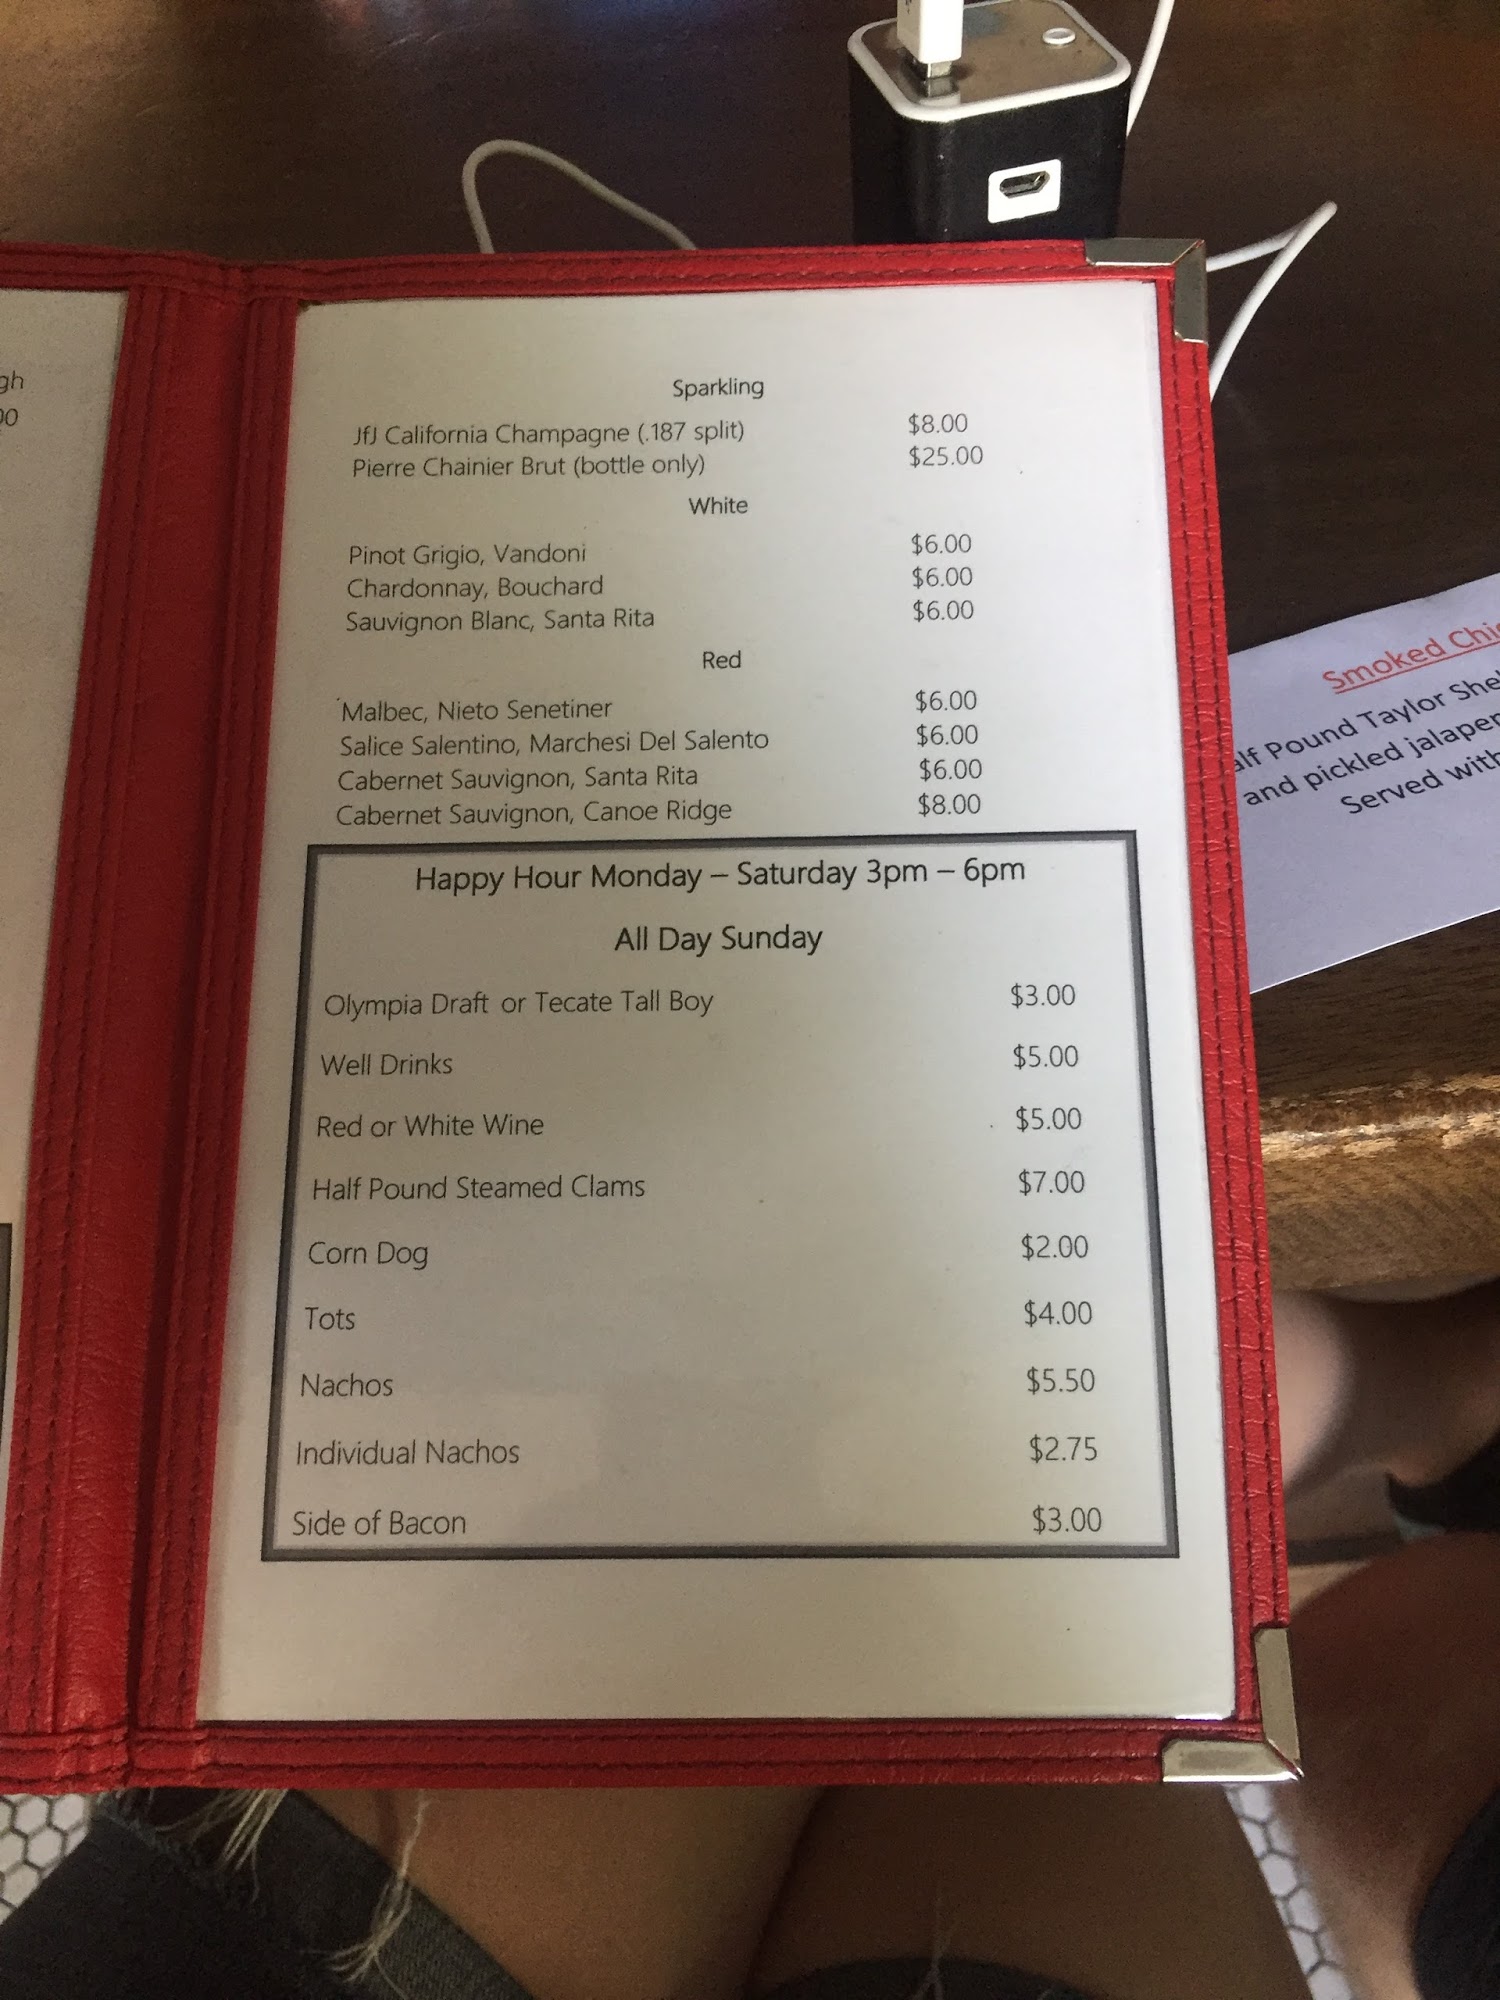 Sparkling
JfJ California Champagne (.187 split) $8.00
Pierre Chainier Brut (bottle only) $25.00
White
Pinot Grigio, Vandoni $6.00
Chardonnay, Bouchard $6.00
Sauvignon Blanc, Santa Rita $6.00
Red
Malbec, Nieto Senetiner $6.00
Salice Salentino, Marchesi Del Salento $6.00
Cabernet Sauvignon, Santa Rita $6.00
Cabernet Sauvignon, Canoe Ridge $8.00
Happy Hour Monday – Saturday 3pm – 6pm
All Day Sunday
Olympia Draft or Tecate Tall Boy $3.00
Well Drinks $5.00
Red or White Wine $5.00
Half Pound Steamed Clams $7.00
Corn Dog $2.00
Tots $4.00
Nachos $5.50
Individual Nachos $2.75
Side of Bacon $3.00
Smoked
Pound Taylor
and pickled
Served